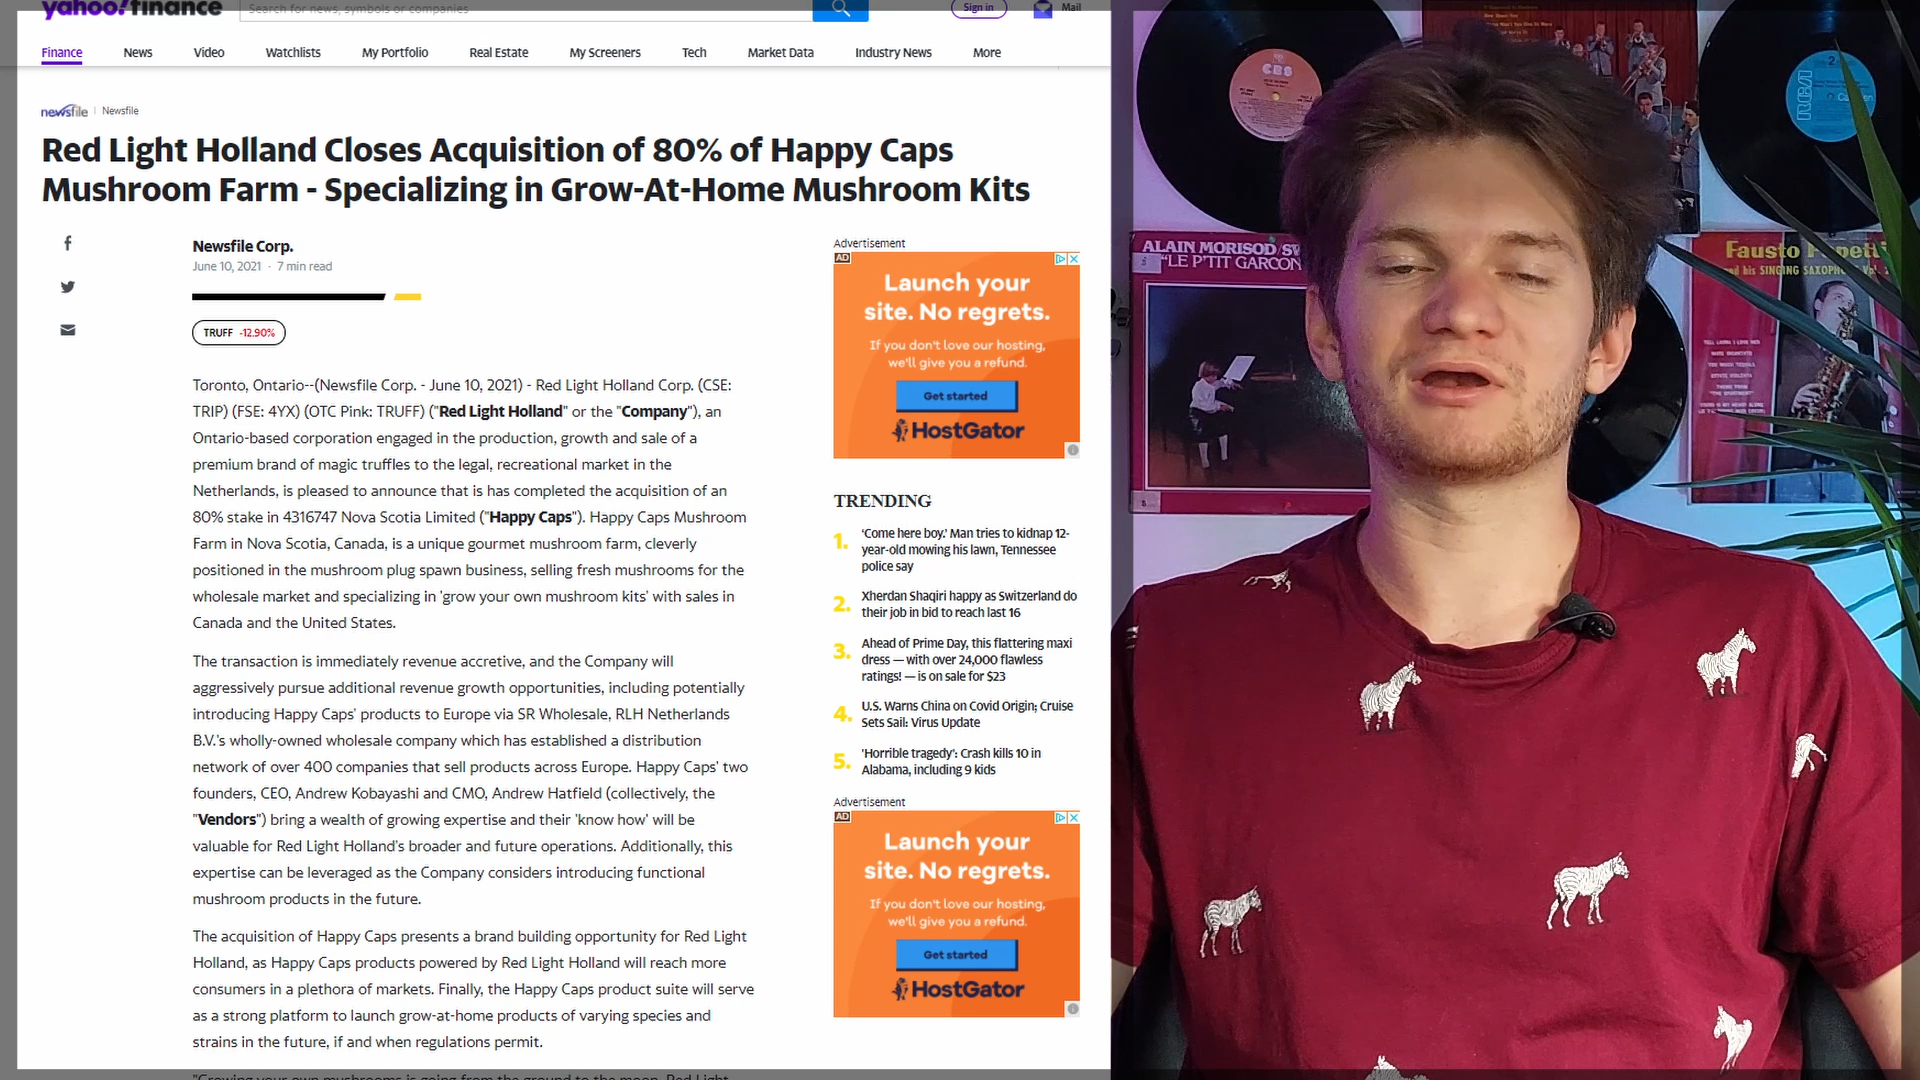 yahoo!finance
Search for news, symbols or companies
Sign in
Mail
Finance
News
Video
Watchlists
My Portfolio
Real Estate
My Screeners
Tech
Market Data
Industry News
More
newsfile | Newsfile
Red Light Holland Closes Acquisition of 80% of Happy Caps
Mushroom Farm - Specializing in Grow-At-Home Mushroom Kits
Newsfile Corp.
June 10, 2021 · 7 min read
TRUFF -12.90%
Toronto, Ontario--(Newsfile Corp. - June 10, 2021) - Red Light Holland Corp. (CSE:
TRIP) (FSE: 4YX) (OTC Pink: TRUFF) ("Red Light Holland" or the "Company"), an
Ontario-based corporation engaged in the production, growth and sale of a
premium brand of magic truffles to the legal, recreational market in the
Netherlands, is pleased to announce that is has completed the acquisition of an
80% stake in 4316747 Nova Scotia Limited ("Happy Caps"). Happy Caps Mushroom
Farm in Nova Scotia, Canada, is a unique gourmet mushroom farm, cleverly
positioned in the mushroom plug spawn business, selling fresh mushrooms for the
wholesale market and specializing in 'grow your own mushroom kits' with sales in
Canada and the United States.
The transaction is immediately revenue accretive, and the Company will
aggressively pursue additional revenue growth opportunities, including potentially
introducing Happy Caps' products to Europe via SR Wholesale, RLH Netherlands
B.V.'s wholly-owned wholesale company which has established a distribution
network of over 400 companies that sell products across Europe. Happy Caps' two
founders, CEO, Andrew Kobayashi and CMO, Andrew Hatfield (collectively, the
"Vendors") bring a wealth of growing expertise and their 'know how' will be
valuable for Red Light Holland's broader and future operations. Additionally, this
expertise can be leveraged as the Company considers introducing functional
mushroom products in the future.
The acquisition of Happy Caps presents a brand building opportunity for Red Light
Holland, as Happy Caps products powered by Red Light Holland will reach more
consumers in a plethora of markets. Finally, the Happy Caps product suite will serve
as a strong platform to launch grow-at-home products of varying species and
strains in the future, if and when regulations permit.
"Growing your own mushrooms is going from the ground to the moon. Red Light
Advertisement
AD
Launch your
site. No regrets.
If you don't love our hosting,
we'll give you a refund.
Get started
HostGator
TRENDING
1. 'Come here boy.' Man tries to kidnap 12-
year-old mowing his lawn, Tennessee
police say
2. Xherdan Shaqiri happy as Switzerland do
their job in bid to reach last 16
3. Ahead of Prime Day, this flattering maxi
dress — with over 24,000 flawless
ratings! — is on sale for $23
4. U.S. Warns China on Covid Origin; Cruise
Sets Sail: Virus Update
5. 'Horrible tragedy': Crash kills 10 in
Alabama, including 9 kids
Advertisement
AD
Launch your
site. No regrets.
If you don't love our hosting,
we'll give you a refund.
Get started
HostGator
CBS
2
RCA
ALAIN MORISOD
"LE P'TIT GARCON
Fausto
and his SINGING